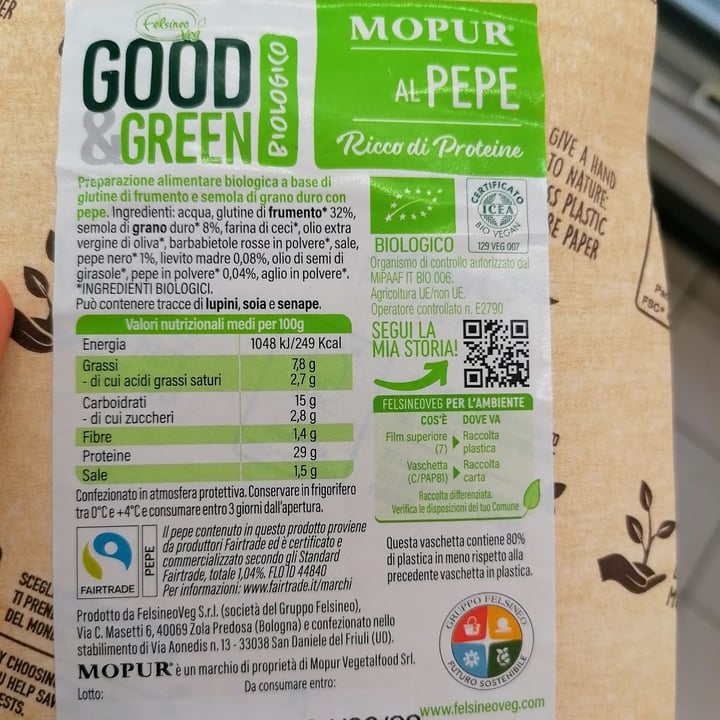 Felsineo
Veg
GOOD
&GREEN
BIOLOGICO
MOPUR®
AL PEPE
Ricco di Proteine
Preparazione alimentare biologica a base di
glutine di frumento e semola di grano duro con
pepe. Ingredienti: acqua, glutine di frumento* 32%,
semola di grano duro* 8%, farina di ceci*, olio extra
vergine di oliva*, barbabietole rosse in polvere*, sale,
pepe nero* 1%, lievito madre 0,08%, olio di semi di
girasole*, pepe in polvere* 0,04%, aglio in polvere*.
*INGREDIENTI BIOLOGICI.
Può contenere tracce di lupini, soia e senape.
Valori nutrizionali medi per 100g
Energia 1048 kJ/249 Kcal
Grassi 7,8 g
- di cui acidi grassi saturi 2,7 g
Carboidrati 15 g
- di cui zuccheri 2,8 g
Fibre 1,4 g
Proteine 29 g
Sale 1,5 g
Confezionato in atmosfera protettiva. Conservare in frigorifero
tra 0°C e +4°C e consumare entro 3 giorni dall'apertura.
FAIRTRADE
PEPE
Il pepe contenuto in questo prodotto proviene
da produttori Fairtrade ed è certificato e
commercializzato secondo gli Standard
Fairtrade, totale 1,04%. FLO ID 44840
Per informazioni: www.fairtrade.it/marchi
Prodotto da FelsineoVeg S.r.l. (società del Gruppo Felsineo),
Via C. Masetti 6, 40069 Zola Predosa (Bologna) e confezionato nello
stabilimento di Via Aonedis n. 13 - 33038 San Daniele del Friuli (UD).
MOPUR® è un marchio di proprietà di Mopur Vegetalfood Srl.
Lotto: Da consumare entro:
CERTIFICATO
ICEA
BIO VEGAN
129 VEG 007
BIOLOGICO
Organismo di controllo autorizzato dal
MiPAAF IT BIO 006.
Agricoltura UE/non UE.
Operatore controllato n. E2790
SEGUI LA
MIA STORIA!
FELSINEOVEG PER L'AMBIENTE
COS'È DOVE VA
Film superiore Raccolta
(7) plastica
Vaschetta Raccolta
(C/PAP81) carta
Raccolta differenziata.
Verifica le disposizioni del tuo Comune
Questa vaschetta contiene 80%
di plastica in meno rispetto alla
precedente vaschetta in plastica.
GRUPPO FELSINEO
FUTURO SOSTENIBILE
www.felsineoveg.com
GIVE A HAND
TO NATURE:
PLASTIC
PAPER
FSC®